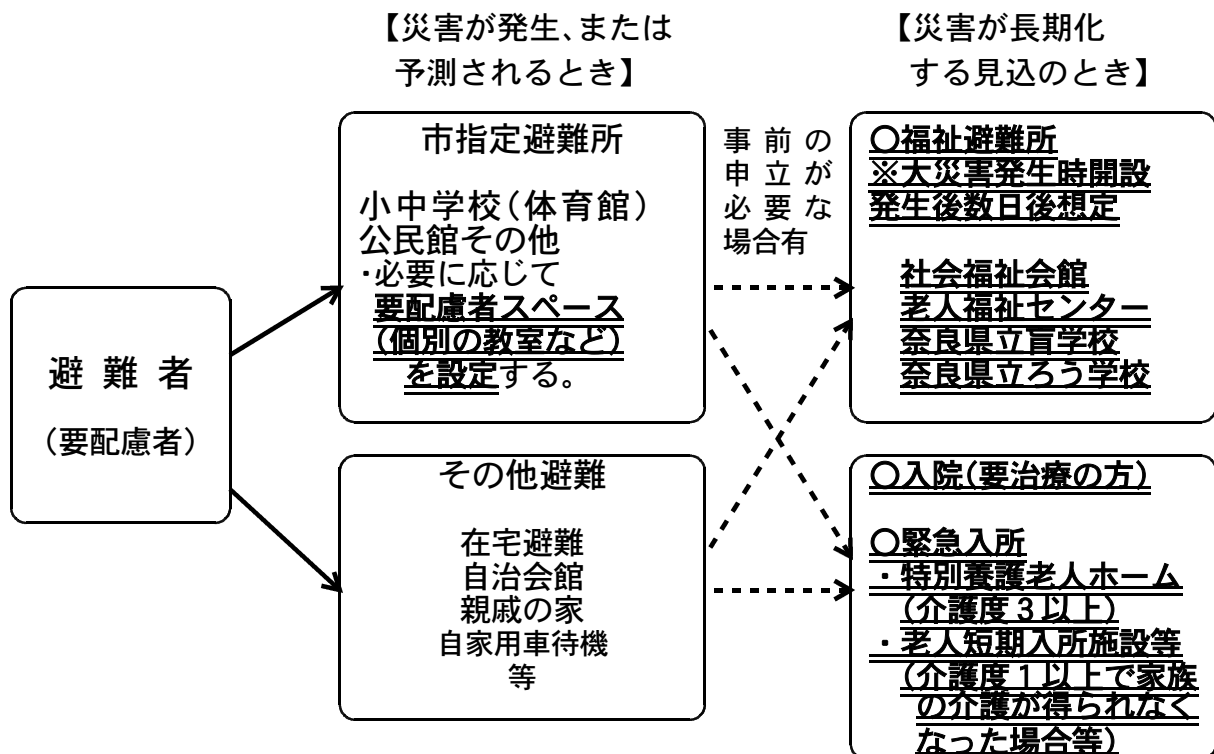 【災害が発生、または
予測されるとき】
【災害が長期化
する見込のとき】
避難者
(要配慮者)
市指定避難所
小中学校(体育館)
公民館その他
・必要に応じて
要配慮者スペース
(個別の教室など)
を設定する。
その他避難
在宅避難
自治会館
親戚の家
自家用車待機
等
事前の
申立が
必要な
場合有
○福祉避難所
※大災害発生時開設
発生後数日後想定
社会福祉会館
老人福祉センター
奈良県立盲学校
奈良県立ろう学校
○入院(要治療の方)
○緊急入所
・特別養護老人ホーム
(介護度3以上)
・老人短期入所施設等
(介護度1以上で家族
の介護が得られなく
なった場合等)